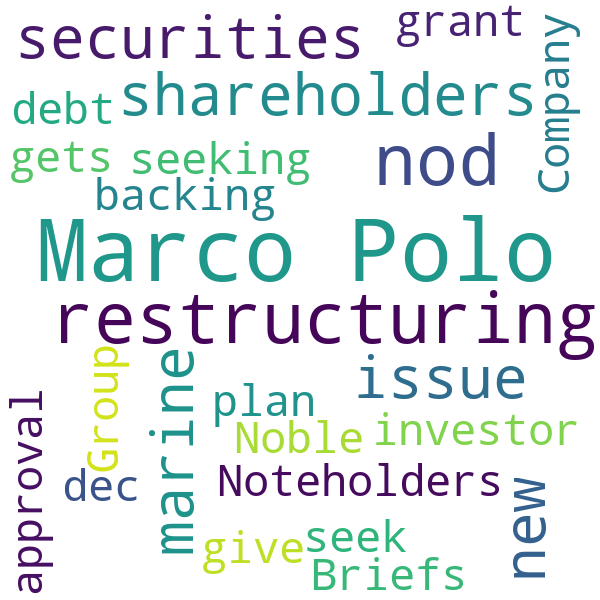 securities
grant
Company
shareholders
debt
nod
gets
seeking
backing
Marco Polo
restructuring
Group
marine
issue
plan
approval
Noble
investor
Noteholders
dec
new
give
seek
Briefs